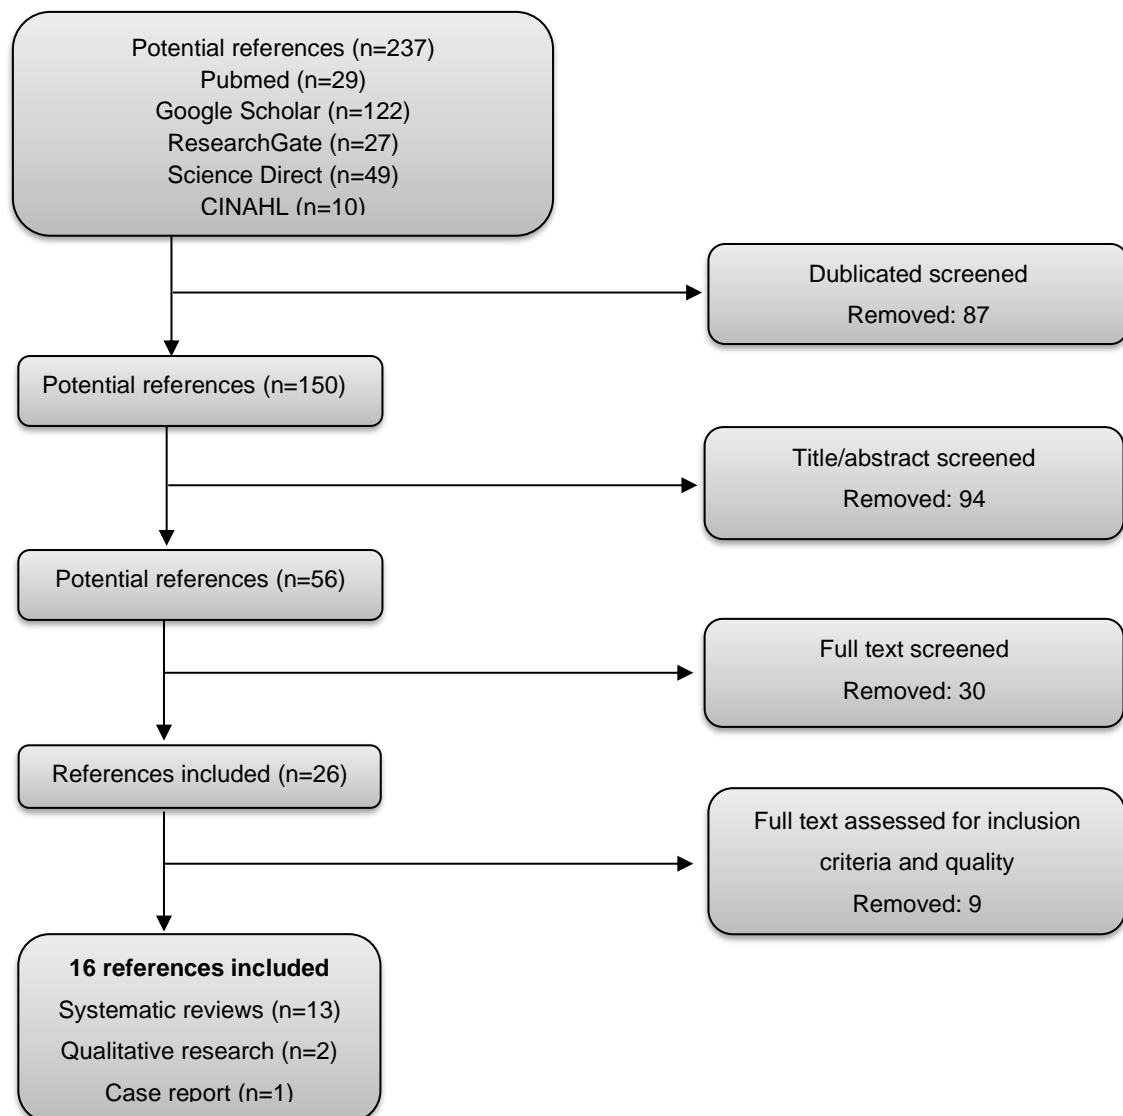 Potential references (n=237)
Pubmed (n=29)
Google Scholar (n=122)
ResearchGate (n=27)
Science Direct (n=49)
CINAHL (n=10)
Dublicated screened
Removed: 87
Potential references (n=150)
Title/abstract screened
Removed: 94
Potential references (n=56)
Full text screened
Removed: 30
References included (n=26)
Full text assessed for inclusion
criteria and quality
Removed: 9
16 references included
Systematic reviews (n=13)
Qualitative research (n=2)
Case report (n=1)